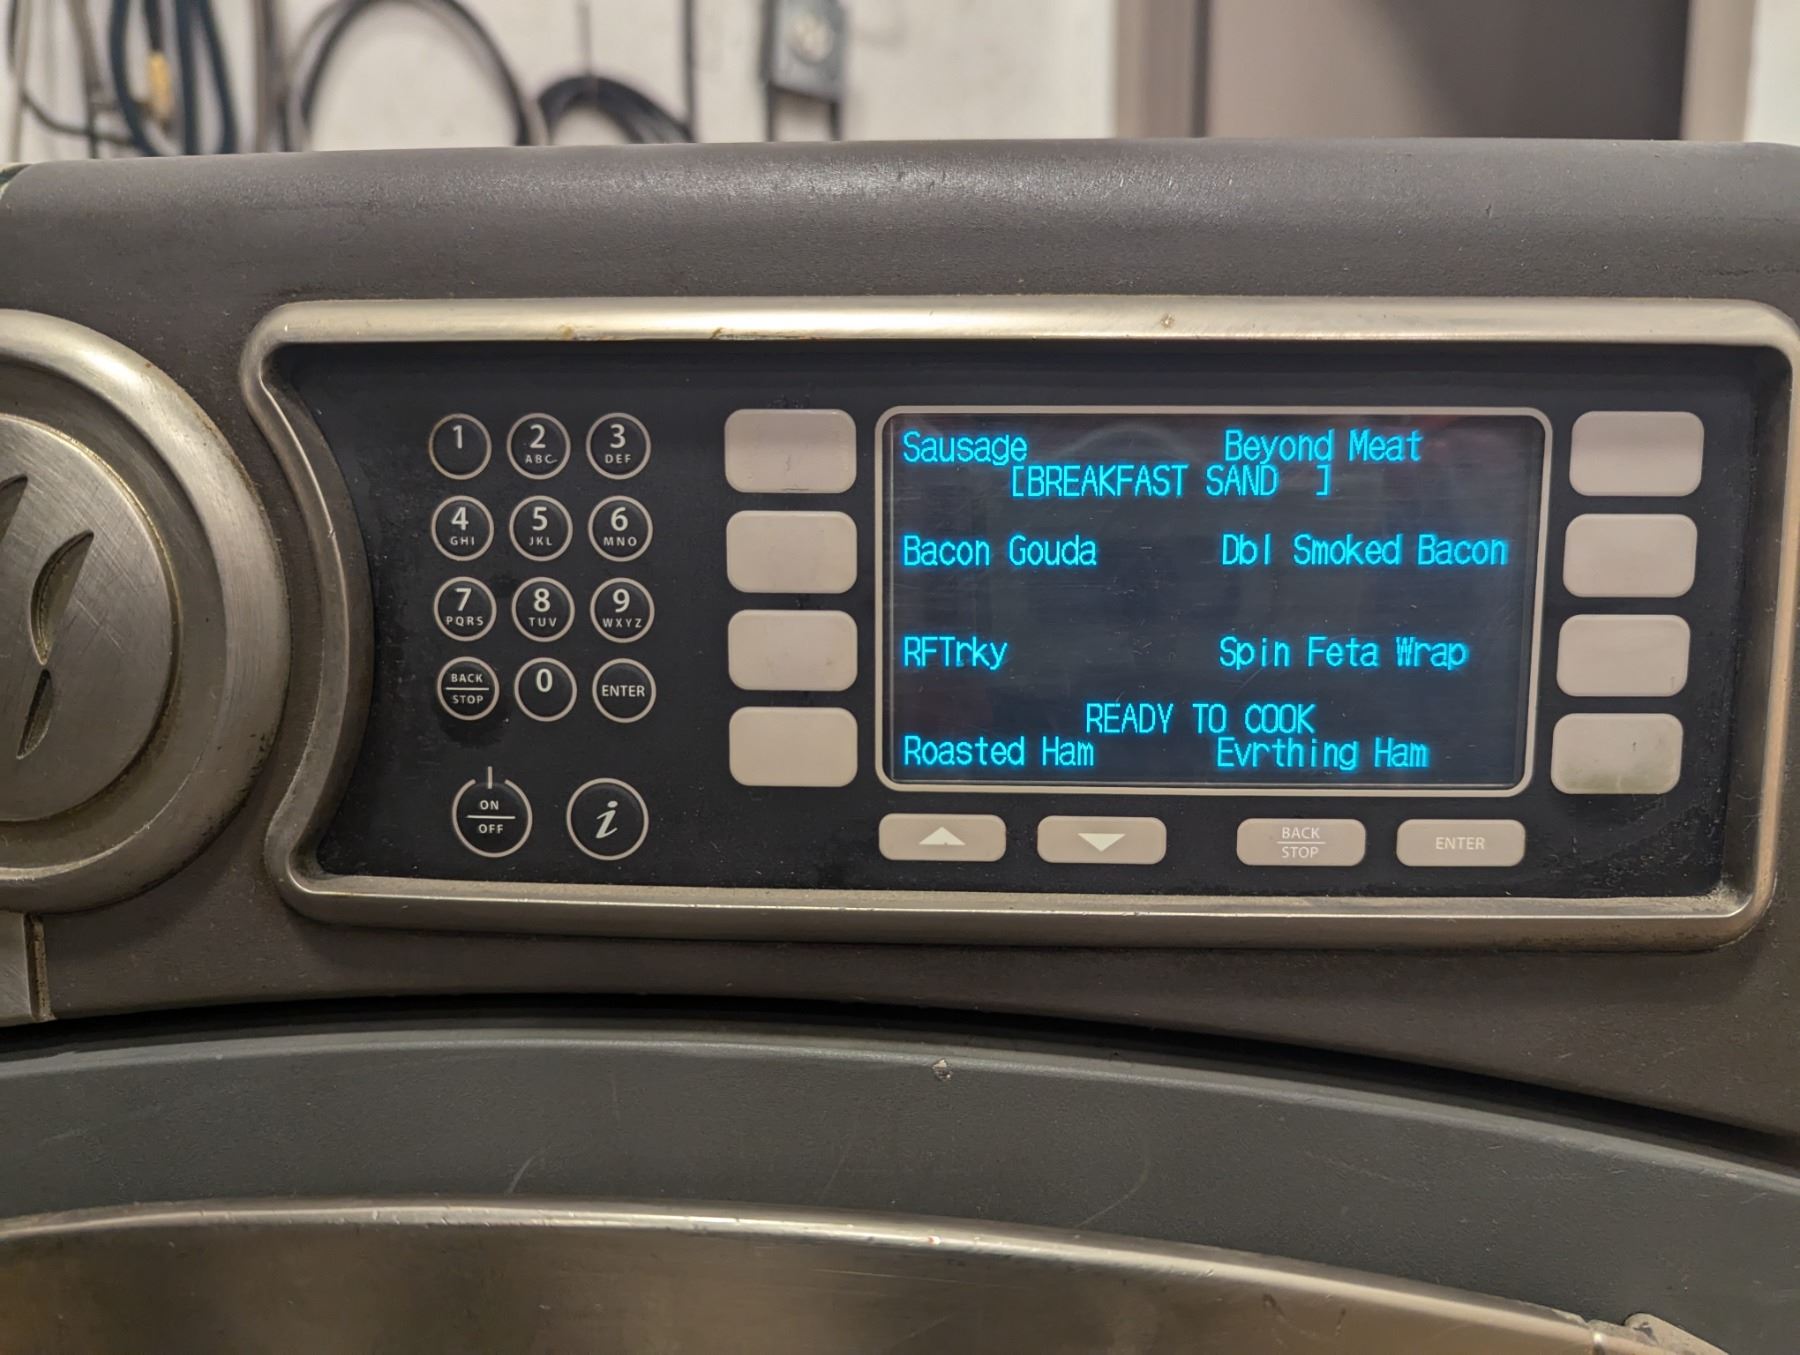 1
2
ABC
3
DEF
4
GHI
5
JKL
6
MNO
7
PQRS
8
TUV
9
WXYZ
BACK
STOP
0
ENTER
ON
OFF
i
Sausage Beyond Meat
[BREAKFAST SAND ]
Bacon Gouda Dbl Smoked Bacon
RFTrky Spin Feta Wrap
READY TO COOK
Roasted Ham Evrthing Ham
BACK
STOP
ENTER